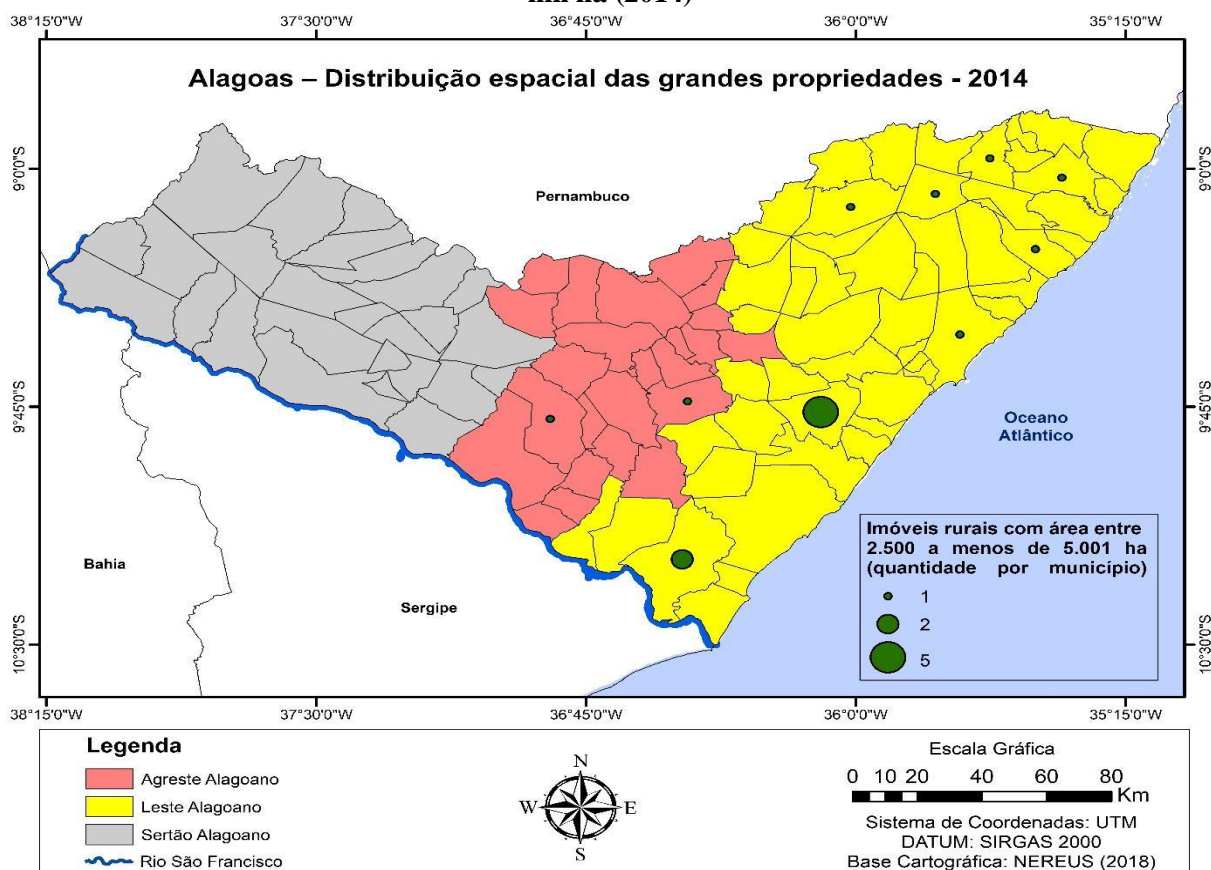 mil ha (2014)
38°15'0"W 37°30'0"W 36°45'0"W 36°0'0"W 35°15'0"W
Alagoas – Distribuição espacial das grandes propriedades - 2014
9°0'0"S 9°0'0"S
Pernambuco
9°45'0"S 9°45'0"S
Oceano
Atlântico
Imóveis rurais com área entre
2.500 a menos de 5.001 ha
(quantidade por município)
1
2
5
Bahia
Sergipe
10°30'0"S 10°30'0"S
38°15'0"W 37°30'0"W 36°45'0"W 36°0'0"W 35°15'0"W
Legenda
Agreste Alagoano
Leste Alagoano
Sertão Alagoano
Rio São Francisco
N
W E
S
Escala Gráfica
0 10 20 40 60 80
Km
Sistema de Coordenadas: UTM
DATUM: SIRGAS 2000
Base Cartográfica: NEREUS (2018)